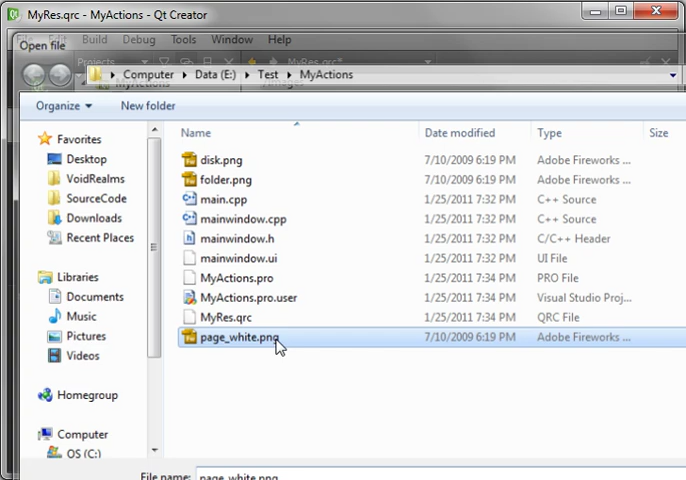 MyRes.qrc - MyActions - Qt Creator
Build Debug Tools Window Help
Open file
Projects MyRes.qrc*
Computer Data (E:) Test MyActions
MyActions
Organize New folder
Name Date modified Type Size
Favorites
Desktop
VoidRealms
SourceCode
Downloads
Recent Places
Libraries
Documents
Music
Pictures
Videos
Homegroup
Computer
OS (C:)
disk.png 7/10/2009 6:19 PM Adobe Fireworks ...
folder.png 7/10/2009 6:19 PM Adobe Fireworks ...
main.cpp 1/25/2011 7:32 PM C++ Source
mainwindow.cpp 1/25/2011 7:32 PM C++ Source
mainwindow.h 1/25/2011 7:32 PM C/C++ Header
mainwindow.ui 1/25/2011 7:32 PM UI File
MyActions.pro 1/25/2011 7:34 PM PRO File
MyActions.pro.user 1/25/2011 7:34 PM Visual Studio Proj...
MyRes.qrc 1/25/2011 7:34 PM QRC File
page_white.png 7/10/2009 6:19 PM Adobe Fireworks ...
File name: page_white.png